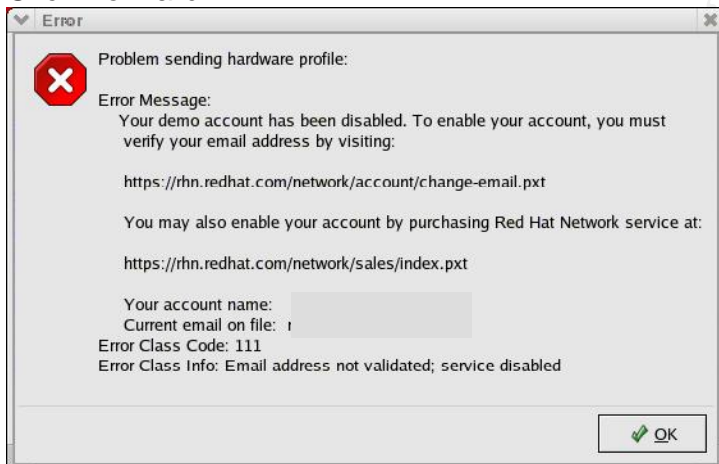 Error
Problem sending hardware profile:
Error Message:
Your demo account has been disabled. To enable your account, you must
verify your email address by visiting:
https://rhn.redhat.com/network/account/change-email.pxt
You may also enable your account by purchasing Red Hat Network service at:
https://rhn.redhat.com/network/sales/index.pxt
Your account name:
Current email on file:
Error Class Code: 111
Error Class Info: Email address not validated; service disabled
OK